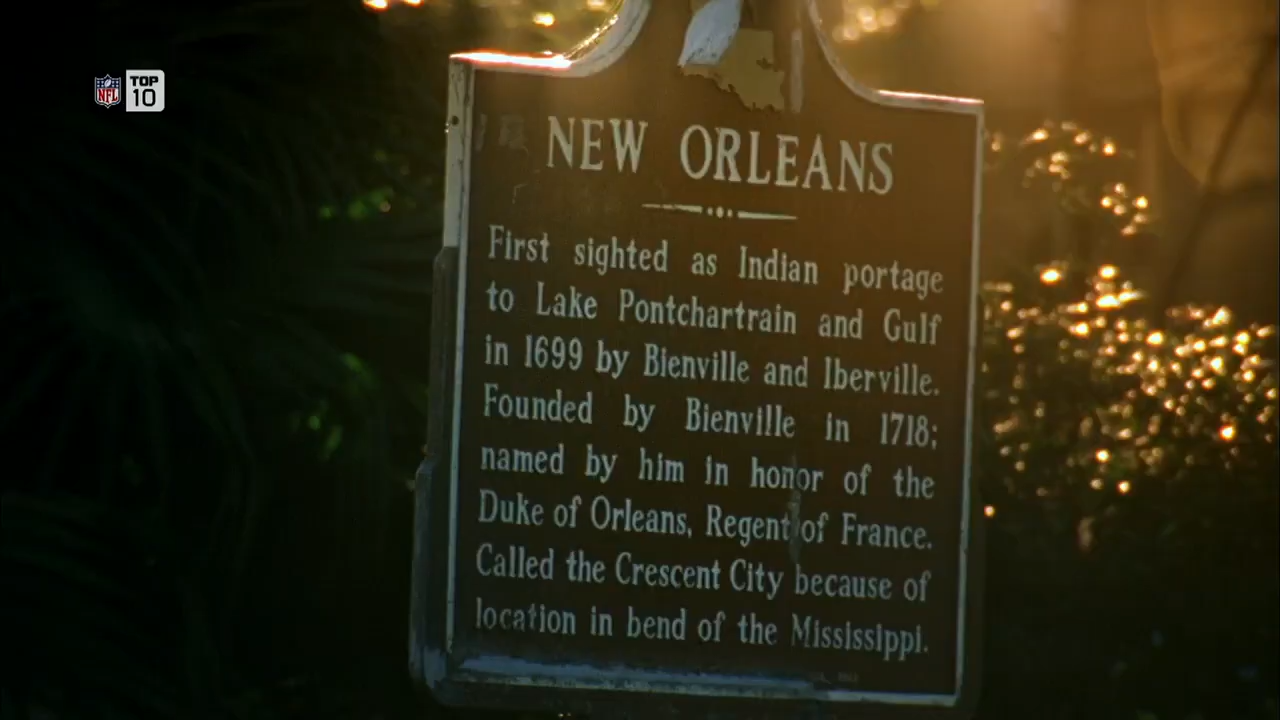 NFL
TOP
10
NEW ORLEANS
First sighted as Indian portage
to Lake Pontchartrain and Gulf
in 1699 by Bienville and Iberville.
Founded by Bienville in 1718;
named by him in honor of the
Duke of Orleans, Regent of France.
Called the Crescent City because of
location in bend of the Mississippi.